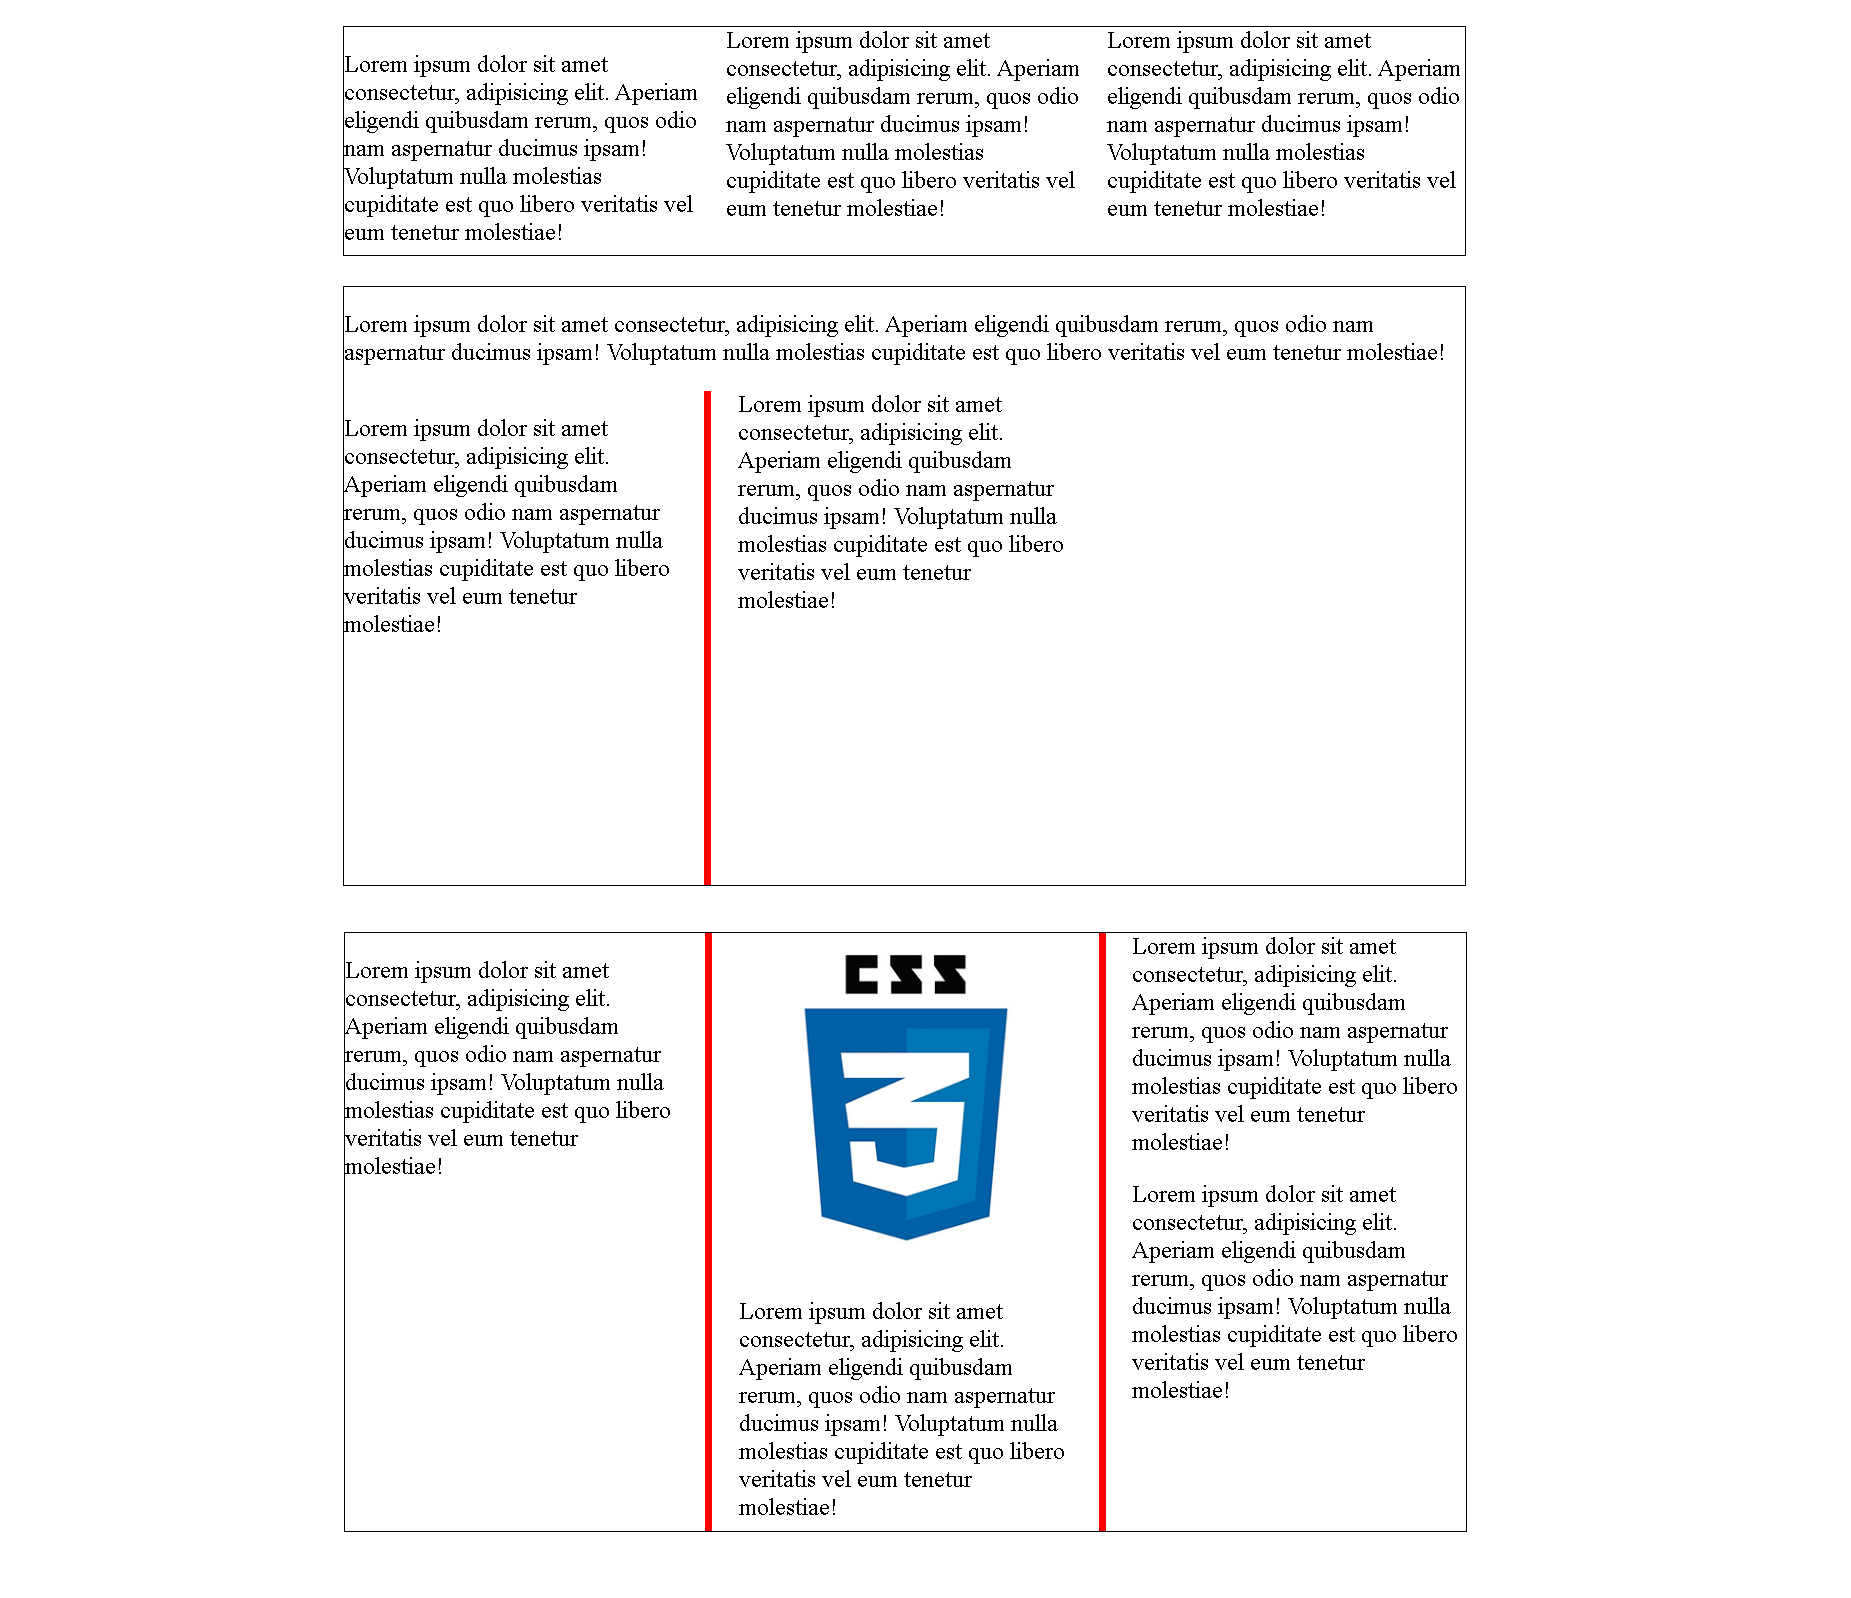 Lorem ipsum dolor sit amet
consectetur, adipisicing elit. Aperiam
eligendi quibusdam rerum, quos odio
nam aspernatur ducimus ipsam!
Voluptatum nulla molestias
cupiditate est quo libero veritatis vel
eum tenetur molestiae!
Lorem ipsum dolor sit amet
consectetur, adipisicing elit. Aperiam
eligendi quibusdam rerum, quos odio
nam aspernatur ducimus ipsam!
Voluptatum nulla molestias
cupiditate est quo libero veritatis vel
eum tenetur molestiae!
Lorem ipsum dolor sit amet
consectetur, adipisicing elit. Aperiam
eligendi quibusdam rerum, quos odio
nam aspernatur ducimus ipsam!
Voluptatum nulla molestias
cupiditate est quo libero veritatis vel
eum tenetur molestiae!
Lorem ipsum dolor sit amet consectetur, adipisicing elit. Aperiam eligendi quibusdam rerum, quos odio nam
aspernatur ducimus ipsam! Voluptatum nulla molestias cupiditate est quo libero veritatis vel eum tenetur molestiae!
Lorem ipsum dolor sit amet
consectetur, adipisicing elit.
Aperiam eligendi quibusdam
rerum, quos odio nam aspernatur
ducimus ipsam! Voluptatum nulla
molestias cupiditate est quo libero
veritatis vel eum tenetur
molestiae!
Lorem ipsum dolor sit amet
consectetur, adipisicing elit.
Aperiam eligendi quibusdam
rerum, quos odio nam aspernatur
ducimus ipsam! Voluptatum nulla
molestias cupiditate est quo libero
veritatis vel eum tenetur
molestiae!
Lorem ipsum dolor sit amet
consectetur, adipisicing elit.
Aperiam eligendi quibusdam
rerum, quos odio nam aspernatur
ducimus ipsam! Voluptatum nulla
molestias cupiditate est quo libero
veritatis vel eum tenetur
molestiae!
CSS
3
Lorem ipsum dolor sit amet
consectetur, adipisicing elit.
Aperiam eligendi quibusdam
rerum, quos odio nam aspernatur
ducimus ipsam! Voluptatum nulla
molestias cupiditate est quo libero
veritatis vel eum tenetur
molestiae!
Lorem ipsum dolor sit amet
consectetur, adipisicing elit.
Aperiam eligendi quibusdam
rerum, quos odio nam aspernatur
ducimus ipsam! Voluptatum nulla
molestias cupiditate est quo libero
veritatis vel eum tenetur
molestiae!
Lorem ipsum dolor sit amet
consectetur, adipisicing elit.
Aperiam eligendi quibusdam
rerum, quos odio nam aspernatur
ducimus ipsam! Voluptatum nulla
molestias cupiditate est quo libero
veritatis vel eum tenetur
molestiae!